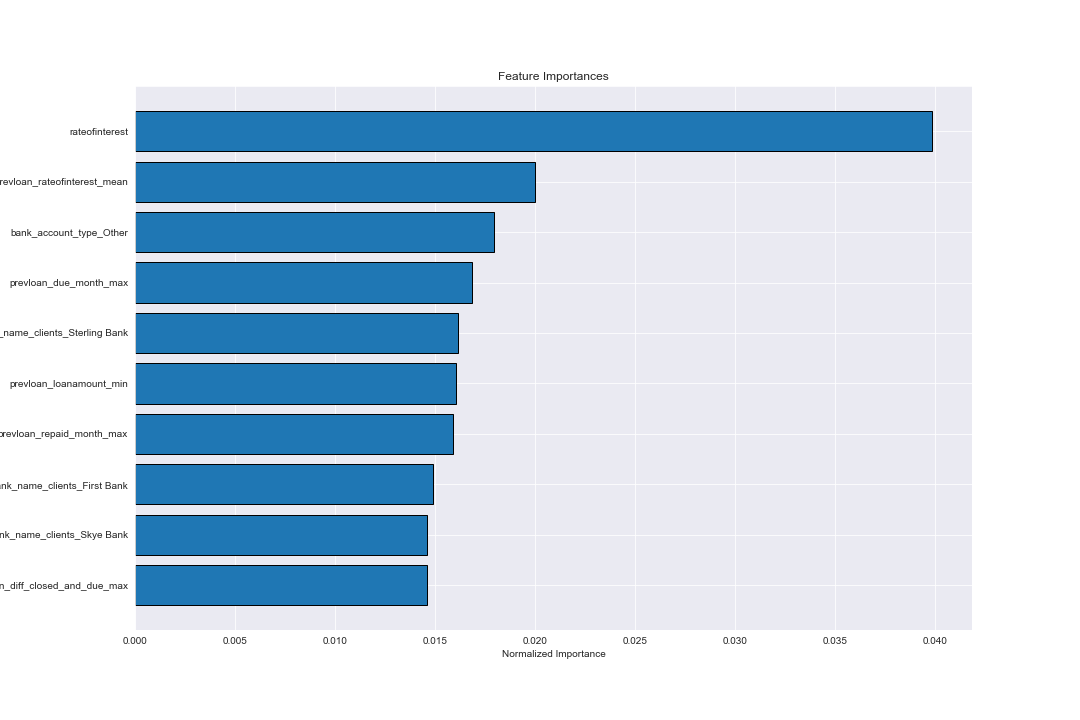 Feature Importances
rateofinterest
revloan_rateofinterest_mean
bank_account_type_Other
prevloan_due_month_max
_name_clients_Sterling Bank
prevloan_loanamount_min
prevloan_repaid_month_max
nk_name_clients_First Bank
nk_name_clients_Skye Bank
n_diff_closed_and_due_max
0.000 0.005 0.010 0.015 0.020 0.025 0.030 0.035 0.040
Normalized Importance